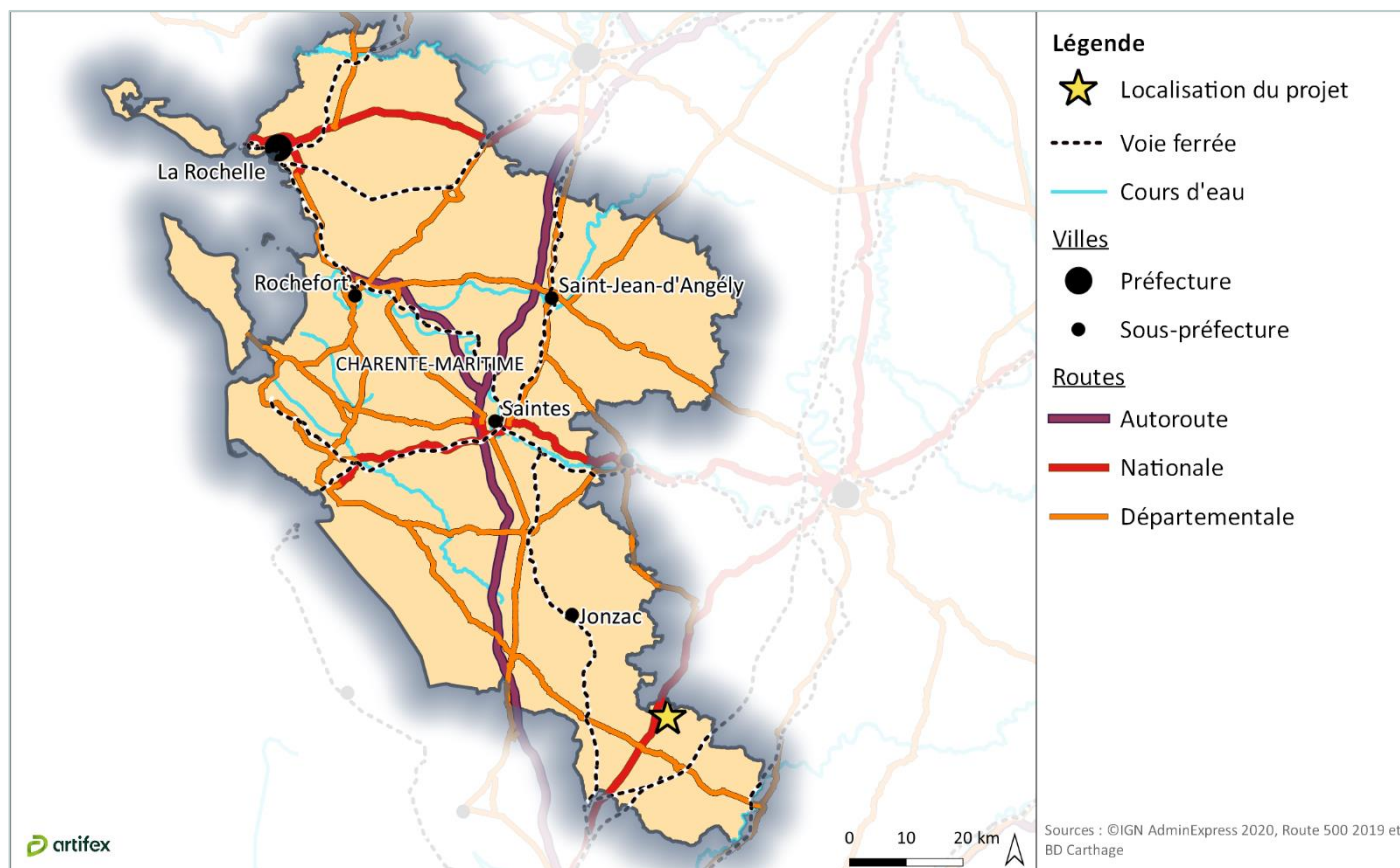 La Rochelle
Rochefort
Saint-Jean-d'Angély
CHARENTE-MARITIME
Saintes
Jonzac
artifex
0 10 20 km
Légende
Localisation du projet
Voie ferrée
Cours d'eau
Villes
Préfecture
Sous-préfecture
Routes
Autoroute
Nationale
Départementale
Sources : ©IGN AdminExpress 2020, Route 500 2019 et
BD Carthage